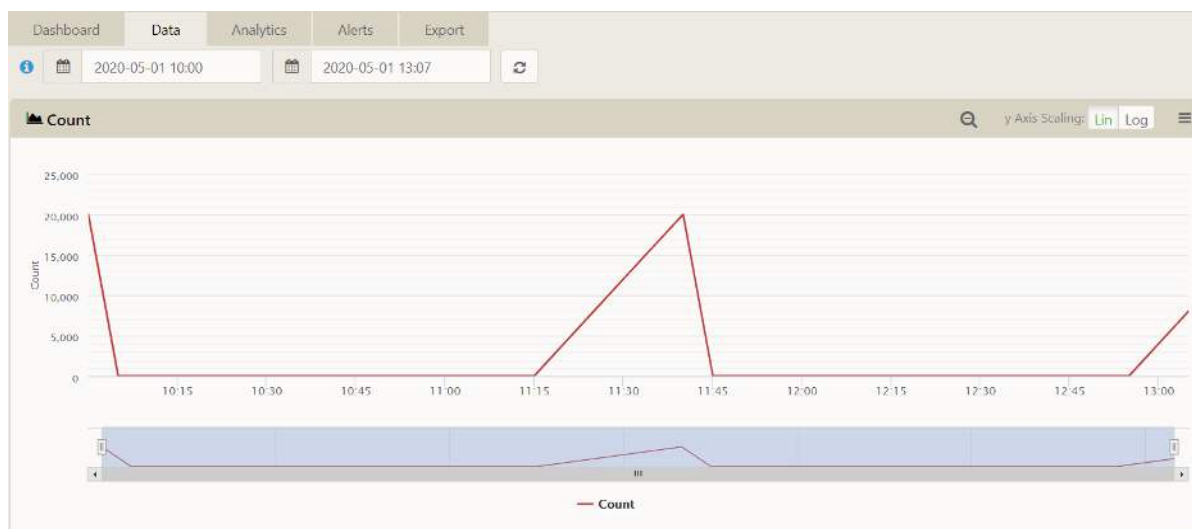 Dashboard Data Analytics Alerts Export
2020-05-01 10:00 2020-05-01 13:07
Count y Axis Scaling: Lin Log
25,000
20,000
15,000
10,000
5,000
0
Count
10:15 10:30 10:45 11:00 11:15 11:30 11:45 12:00 12:15 12:30 12:45 13:00
Count